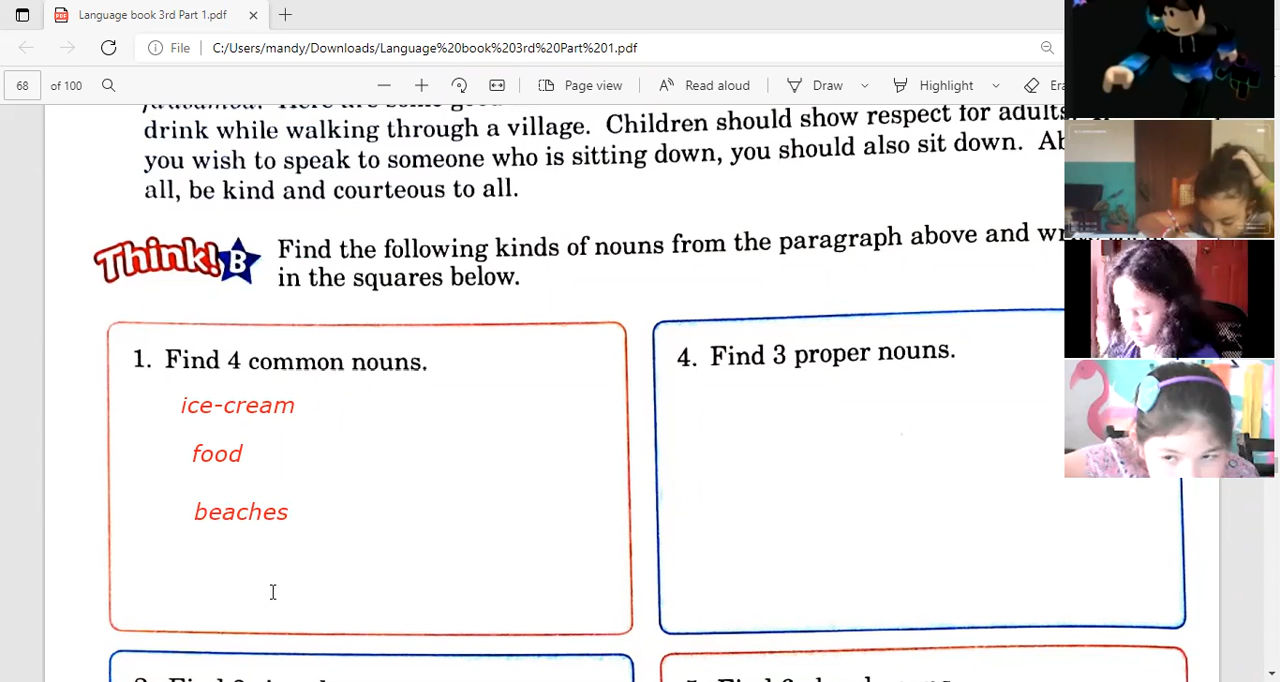 Language book 3rd Part 1.pdf
File C:/Users/mandy/Downloads/Language%20book%203rd%20Part%201.pdf
68 of 100 Page view Read aloud Draw Highlight
drink while walking through a village. Children should show respect for adults.
you wish to speak to someone who is sitting down, you should also sit down.
all, be kind and courteous to all.
Think! B
Find the following kinds of nouns from the paragraph above and
in the squares below.
1. Find 4 common nouns.
ice-cream
food
beaches
4. Find 3 proper nouns.